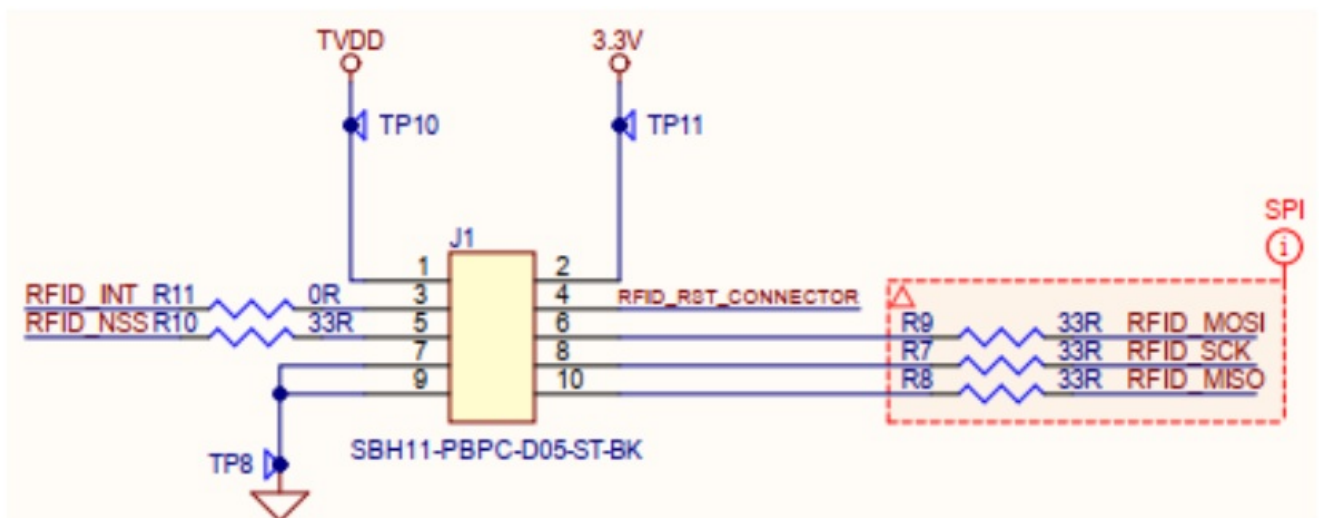 TVDD 3.3V
TP10 TP11
SPI
i
J1
1 2
RFID_INT R11 0R 3 4 RFID_RST_CONNECTOR
RFID_NSS R10 33R 5 6 R9 33R RFID_MOSI
7 8 R7 33R RFID_SCK
9 10 R8 33R RFID_MISO
SBH11-PBPC-D05-ST-BK
TP8